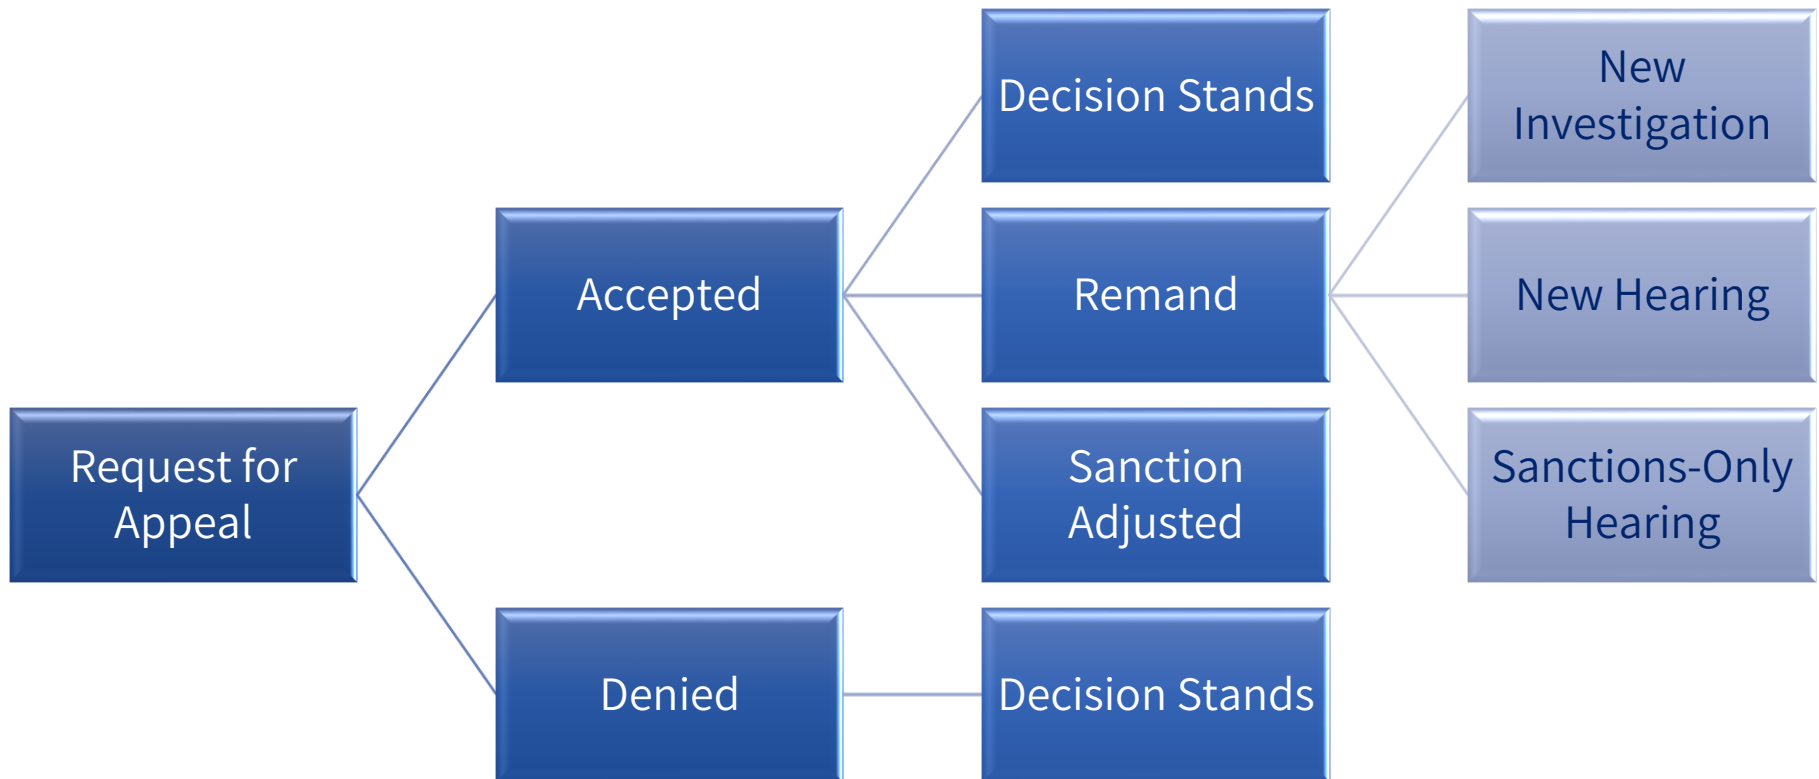 Request for
Appeal
Accepted
Denied
Decision Stands
Remand
Sanction
Adjusted
Decision Stands
New
Investigation
New Hearing
Sanctions-Only
Hearing